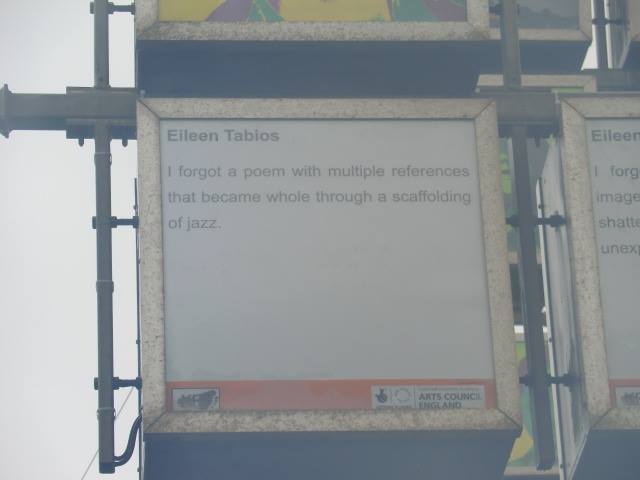 Eileen Tabios
I forgot a poem with multiple references
that became whole through a scaffolding
of jazz.
ARTS COUNCIL
ENGLAND
Eileen
I forg
image
shatte
unexp